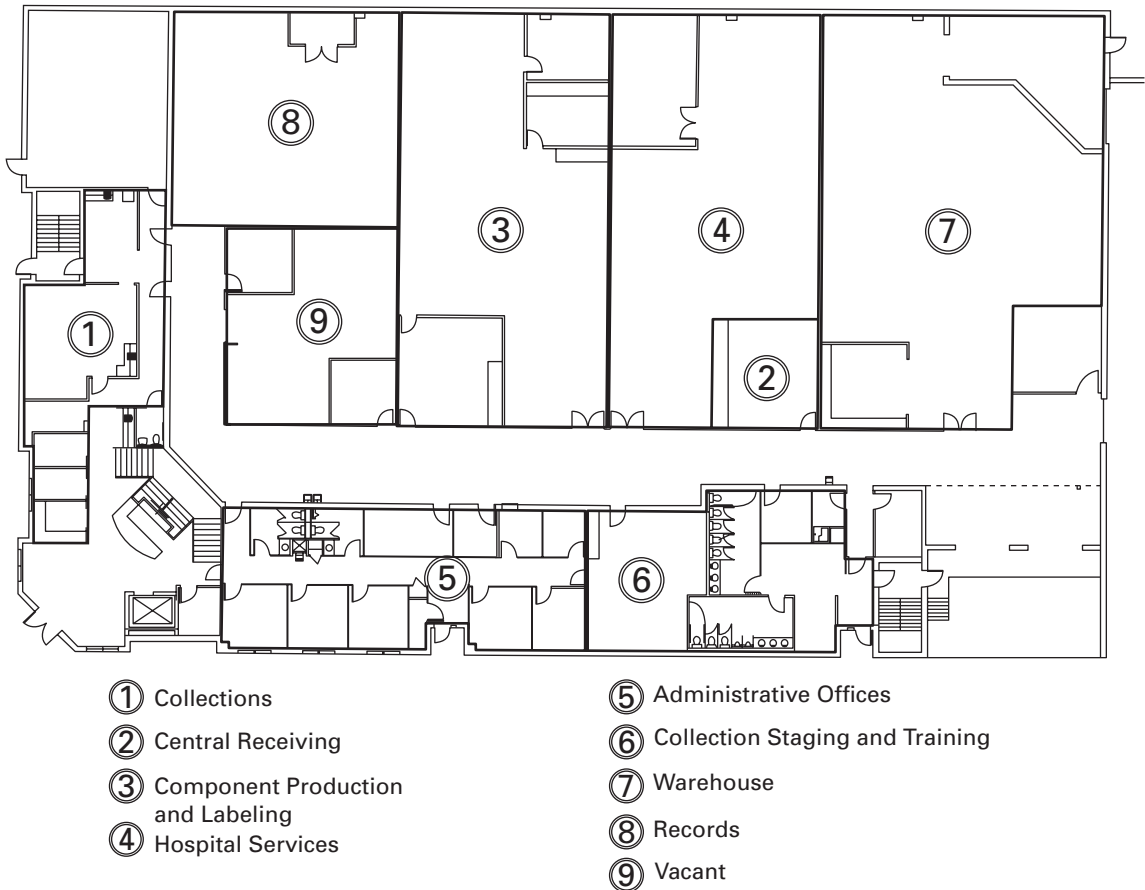 8
3
4
7
9
1
2
5
6
1 Collections
2 Central Receiving
3 Component Production
and Labeling
4 Hospital Services
5 Administrative Offices
6 Collection Staging and Training
7 Warehouse
8 Records
9 Vacant